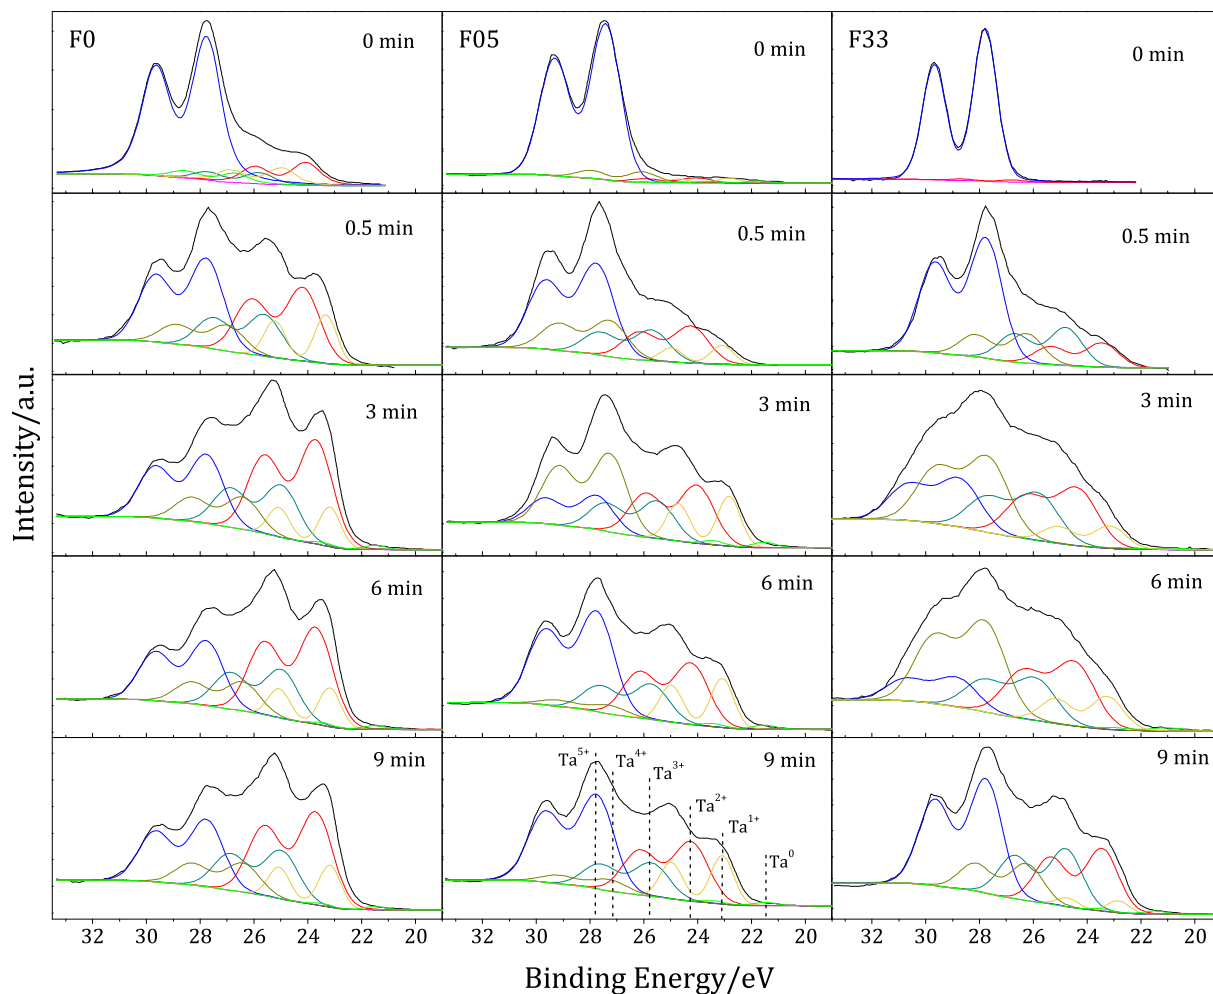 F0
0 min
F05
0 min
F33
0 min
0.5 min
0.5 min
0.5 min
3 min
3 min
3 min
6 min
6 min
6 min
9 min
9 min
9 min
Ta5+
Ta4+
Ta3+
Ta2+
Ta1+
Ta0
Intensity/a.u.
32 30 28 26 24 22 20 32 30 28 26 24 22 20 32 30 28 26 24 22 20
Binding Energy/eV